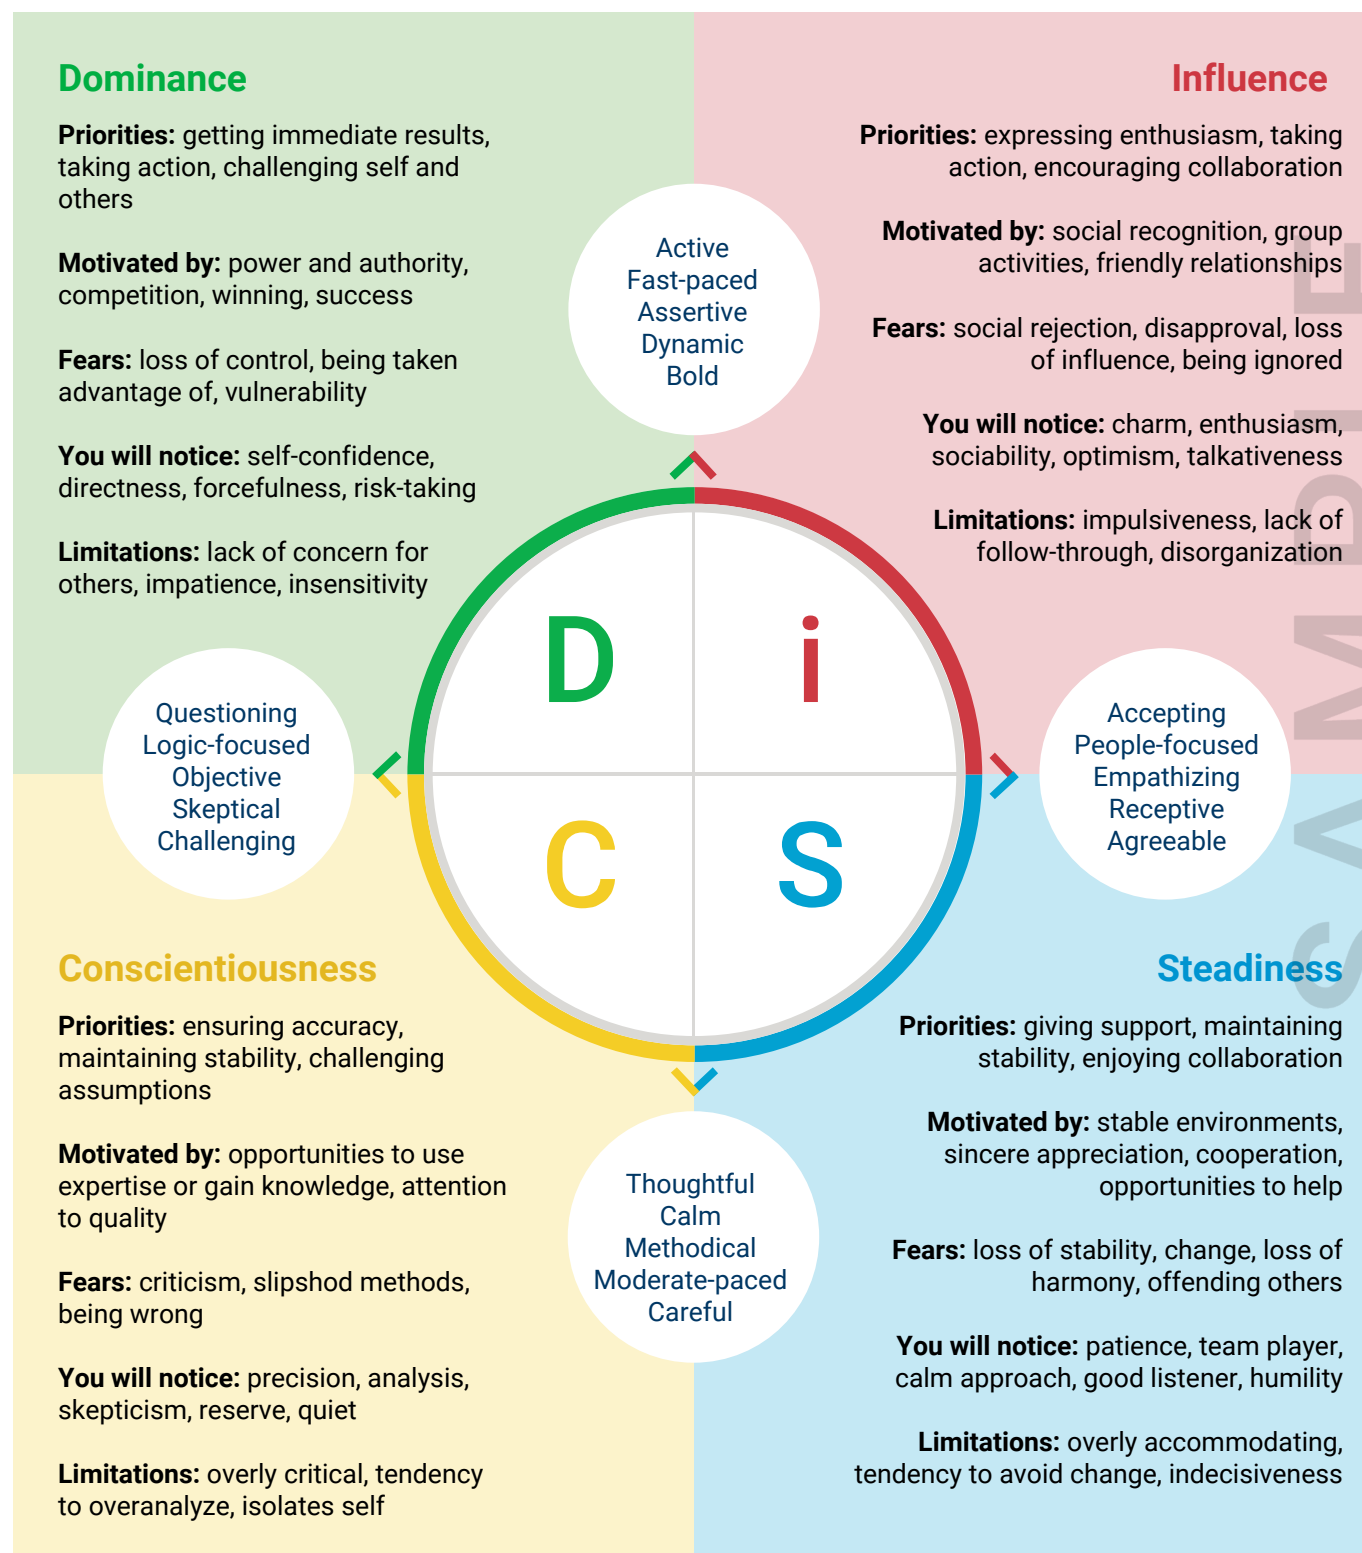 Dominance
Priorities: getting immediate results,
taking action, challenging self and
others
Motivated by: power and authority,
competition, winning, success
Fears: loss of control, being taken
advantage of, vulnerability
You will notice: self-confidence,
directness, forcefulness, risk-taking
Limitations: lack of concern for
others, impatience, insensitivity
Influence
Priorities: expressing enthusiasm, taking
action, encouraging collaboration
Motivated by: social recognition, group
activities, friendly relationships
Fears: social rejection, disapproval, loss
of influence, being ignored
You will notice: charm, enthusiasm,
sociability, optimism, talkativeness
Limitations: impulsiveness, lack of
follow-through, disorganization
Active
Fast-paced
Assertive
Dynamic
Bold
D
i
C
S
Questioning
Logic-focused
Objective
Skeptical
Challenging
Accepting
People-focused
Empathizing
Receptive
Agreeable
Conscientiousness
Priorities: ensuring accuracy,
maintaining stability, challenging
assumptions
Motivated by: opportunities to use
expertise or gain knowledge, attention
to quality
Fears: criticism, slipshod methods,
being wrong
You will notice: precision, analysis,
skepticism, reserve, quiet
Limitations: overly critical, tendency
to overanalyze, isolates self
Steadiness
Priorities: giving support, maintaining
stability, enjoying collaboration
Motivated by: stable environments,
sincere appreciation, cooperation,
opportunities to help
Fears: loss of stability, change, loss of
harmony, offending others
You will notice: patience, team player,
calm approach, good listener, humility
Limitations: overly accommodating,
tendency to avoid change, indecisiveness
Thoughtful
Calm
Methodical
Moderate-paced
Careful
SAMPLE